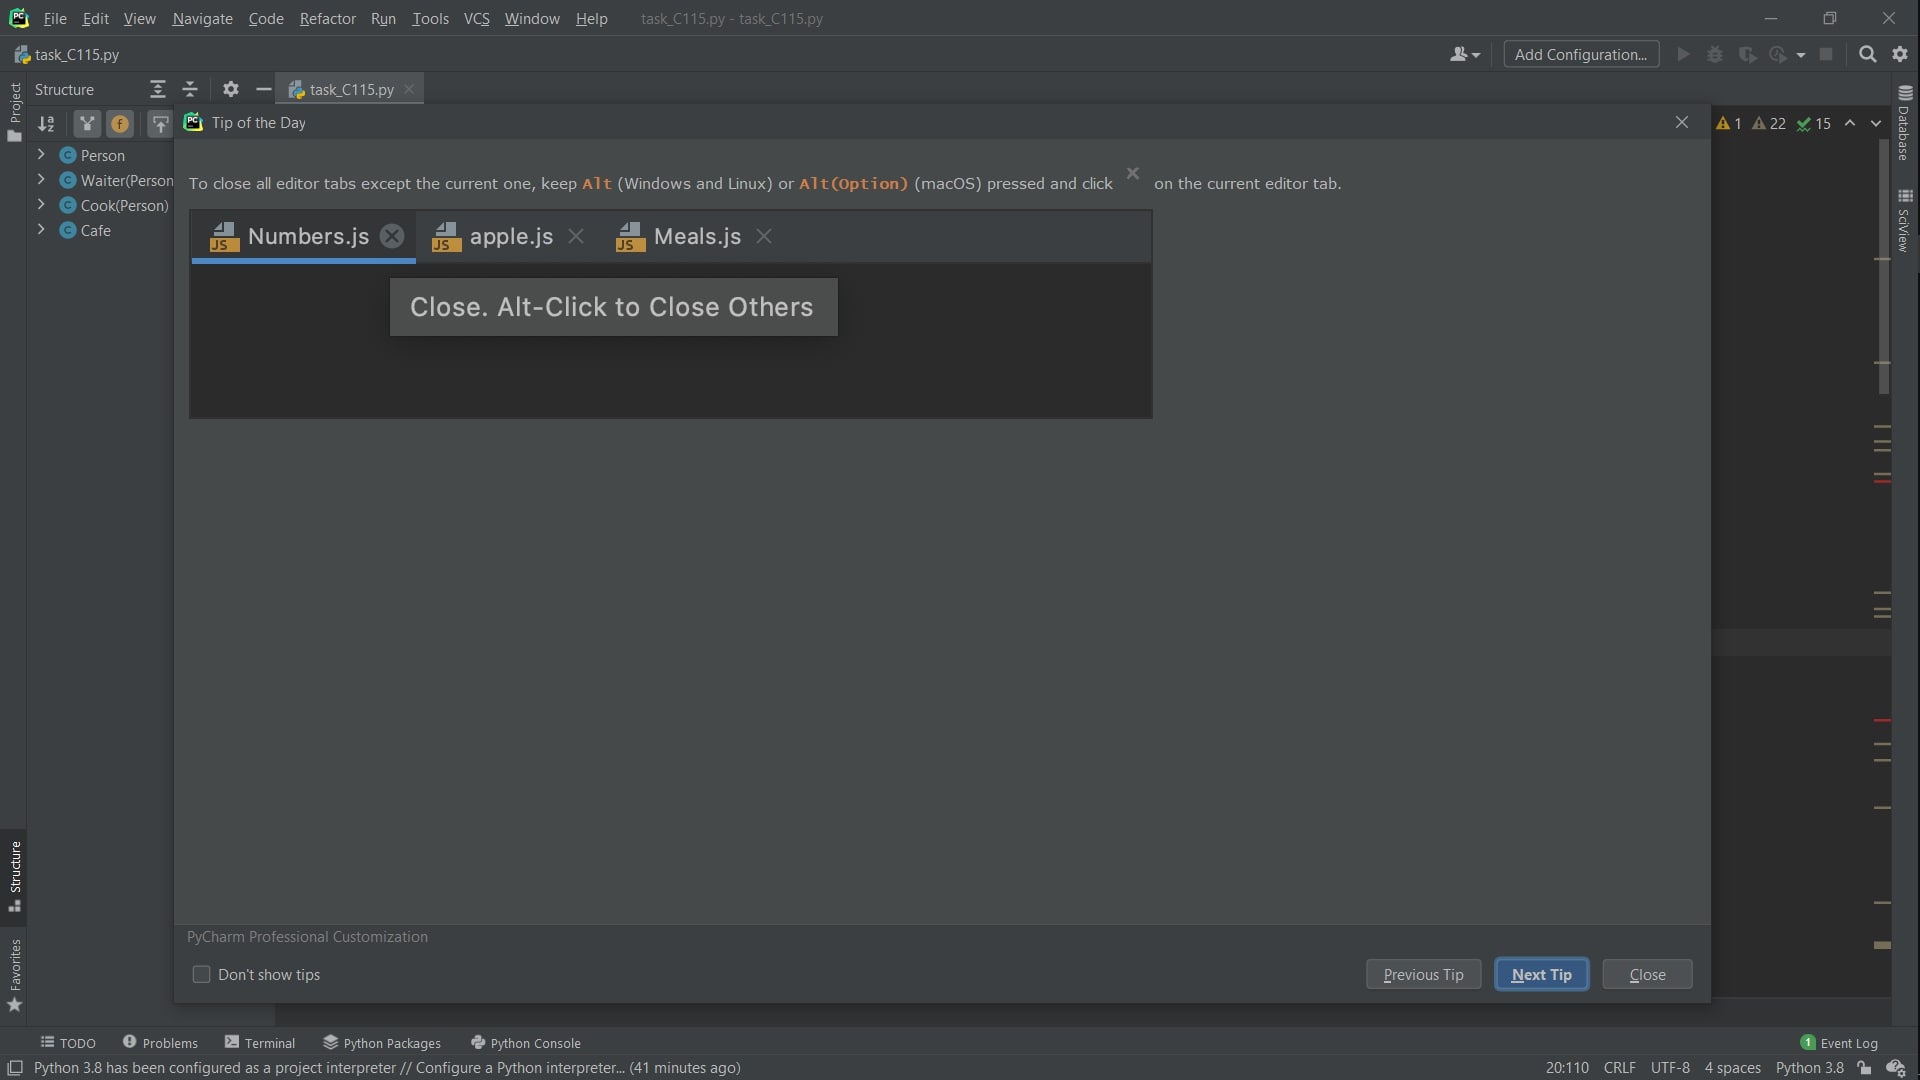 File Edit View Navigate Code Refactor Run Tools VCS Window Help task_C115.py - task_C115.py
task_C115.py
Add Configuration...
Project
Structure
task_C115.py
Tip of the Day
1 22 15
Database
SciView
Person
Waiter(Person
Cook(Person)
Cafe
To close all editor tabs except the current one, keep Alt (Windows and Linux) or Alt(Option) (macOS) pressed and click × on the current editor tab.
Numbers.js apple.js Meals.js
Close. Alt-Click to Close Others
Structure
Favorites
PyCharm Professional Customization
Don't show tips
Previous Tip Next Tip Close
TODO Problems Terminal Python Packages Python Console
1 Event Log
Python 3.8 has been configured as a project interpreter // Configure a Python interpreter... (41 minutes ago)
20:110 CRLF UTF-8 4 spaces Python 3.8